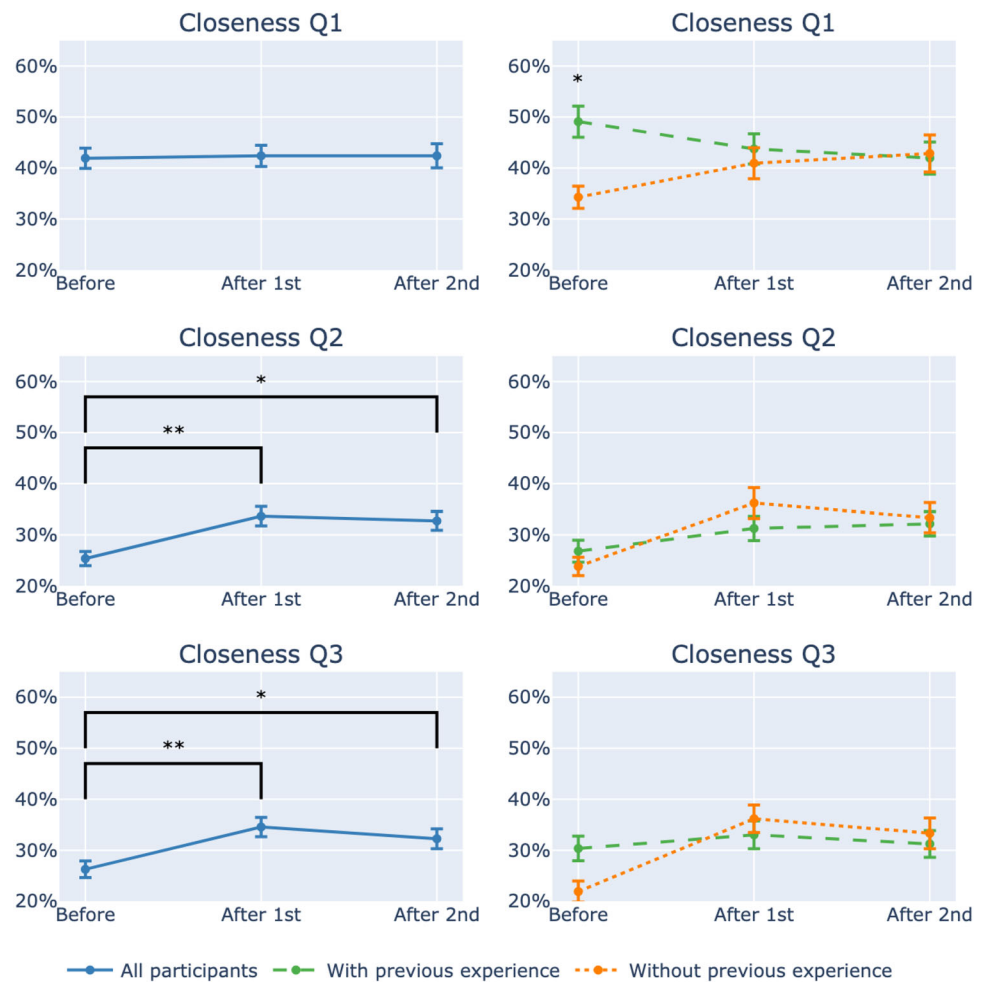 Closeness Q1
60%
50%
40%
30%
20%
Before After 1st After 2nd
Closeness Q1
60%
*
50%
40%
30%
20%
Before After 1st After 2nd
Closeness Q2
60%
*
50%
**
40%
30%
20%
Before After 1st After 2nd
Closeness Q2
60%
50%
40%
30%
20%
Before After 1st After 2nd
Closeness Q3
60%
*
50%
**
40%
30%
20%
Before After 1st After 2nd
Closeness Q3
60%
50%
40%
30%
20%
Before After 1st After 2nd
All participants With previous experience Without previous experience